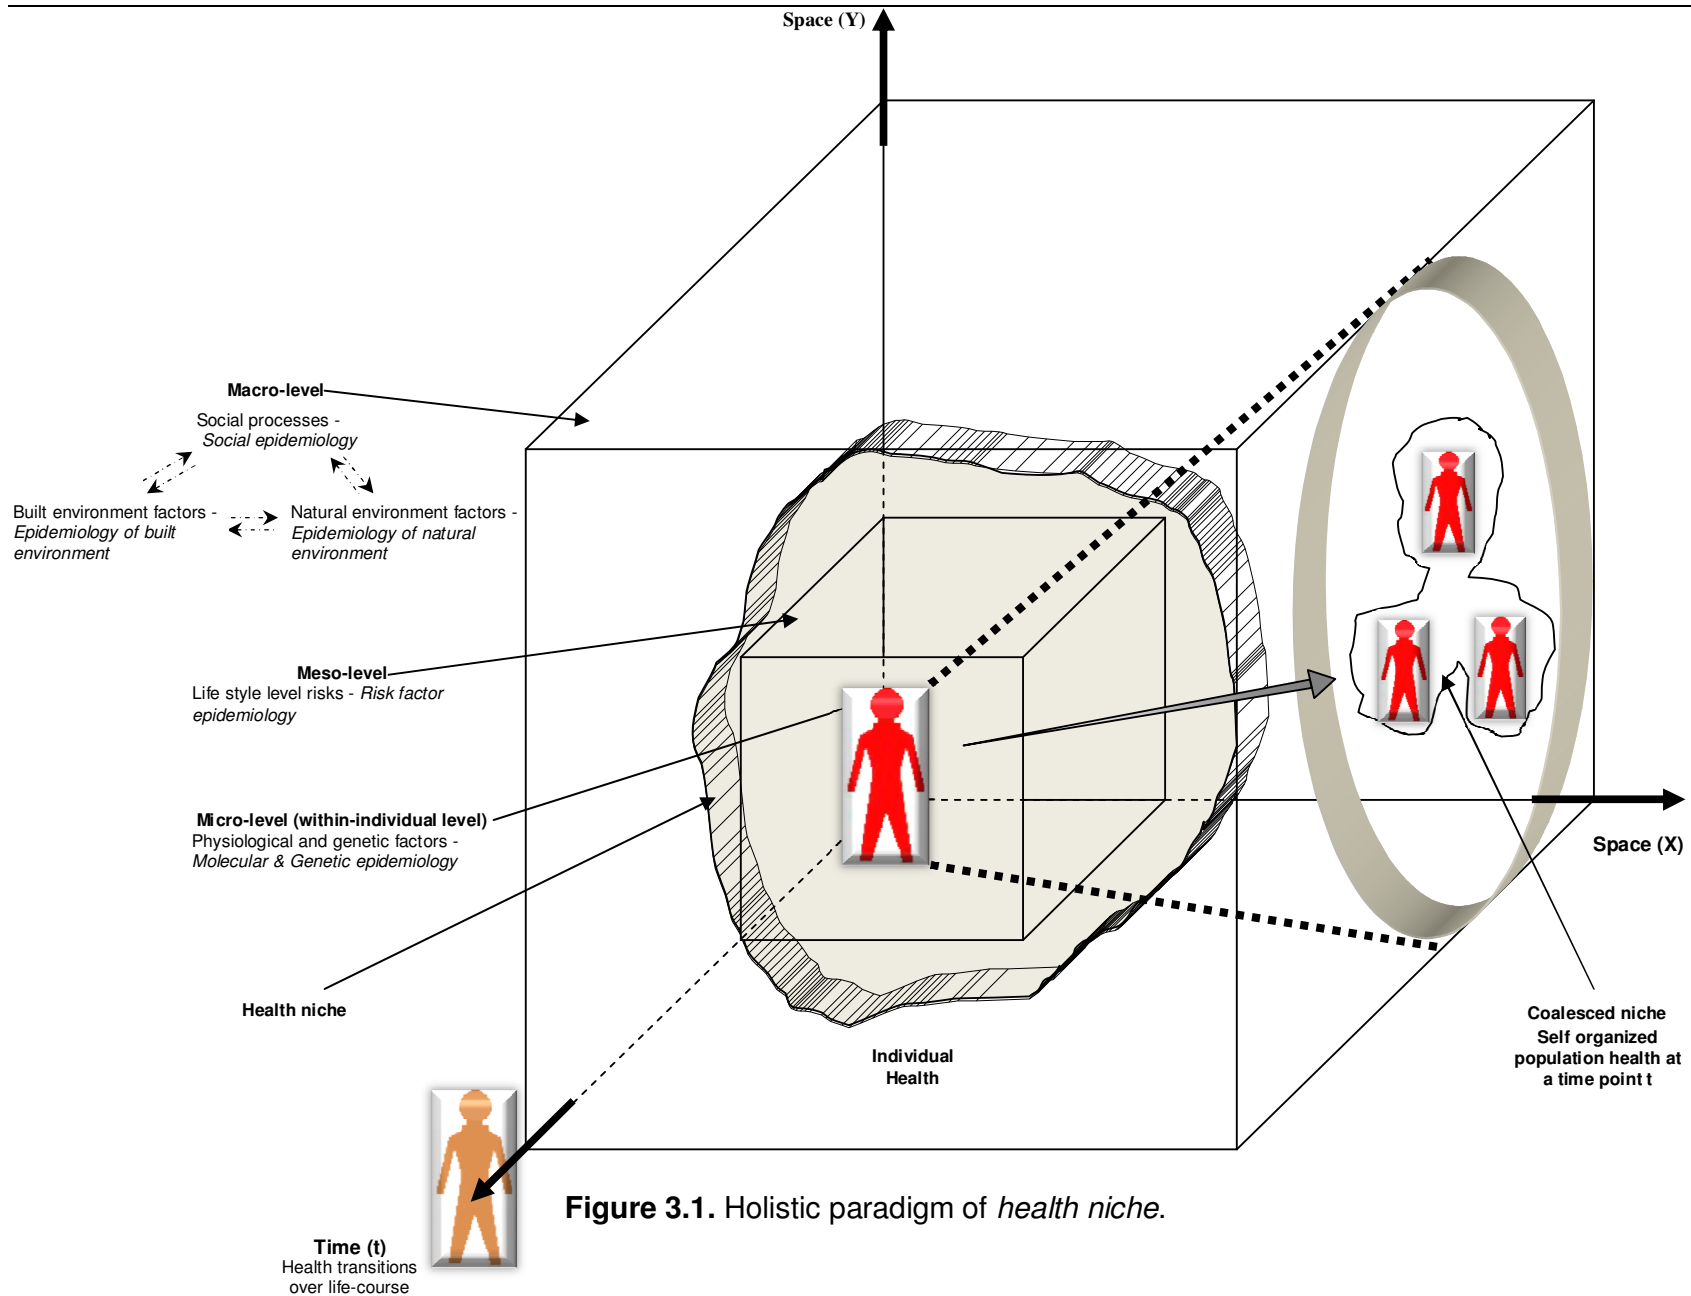 Space (Y)
Macro-level
Social processes -
Social epidemiology
Built environment factors -
Epidemiology of built
environment
Natural environment factors -
Epidemiology of natural
environment
Meso-level
Life style level risks - Risk factor
epidemiology
Micro-level (within-individual level)
Physiological and genetic factors -
Molecular & Genetic epidemiology
Space (X)
Health niche
Individual
Health
Coalesced niche
Self organized
population health at
a time point t
Figure 3.1. Holistic paradigm of health niche.
Time (t)
Health transitions
over life-course